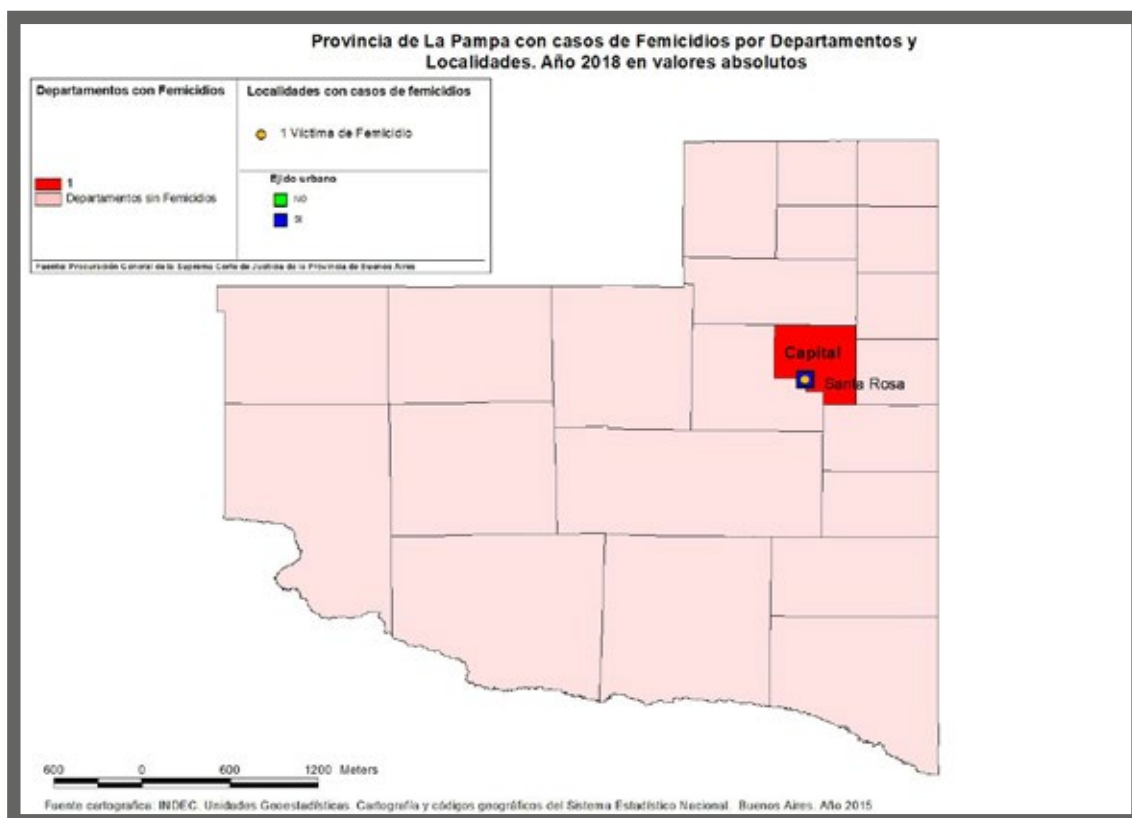 Provincia de La Pampa con casos de Femicidios por Departamentos y
Localidades. Año 2018 en valores absolutos
Departamentos con Femicidios
1
Departamentos sin Femicidios
Localidades con casos de femicidios
1 Víctima de Femicidio
Ejido urbano
NO
SI
Fuente: Procuración General de la Suprema Corte de Justicia de la Provincia de Buenos Aires
Capital
Santa Rosa
600 0 600 1200 Meters
Fuente cartografica: INDEC. Unidades Geoestadísticas. Cartografía y códigos geográficos del Sistema Estadístico Nacional. Buenos Aires. Año 2015